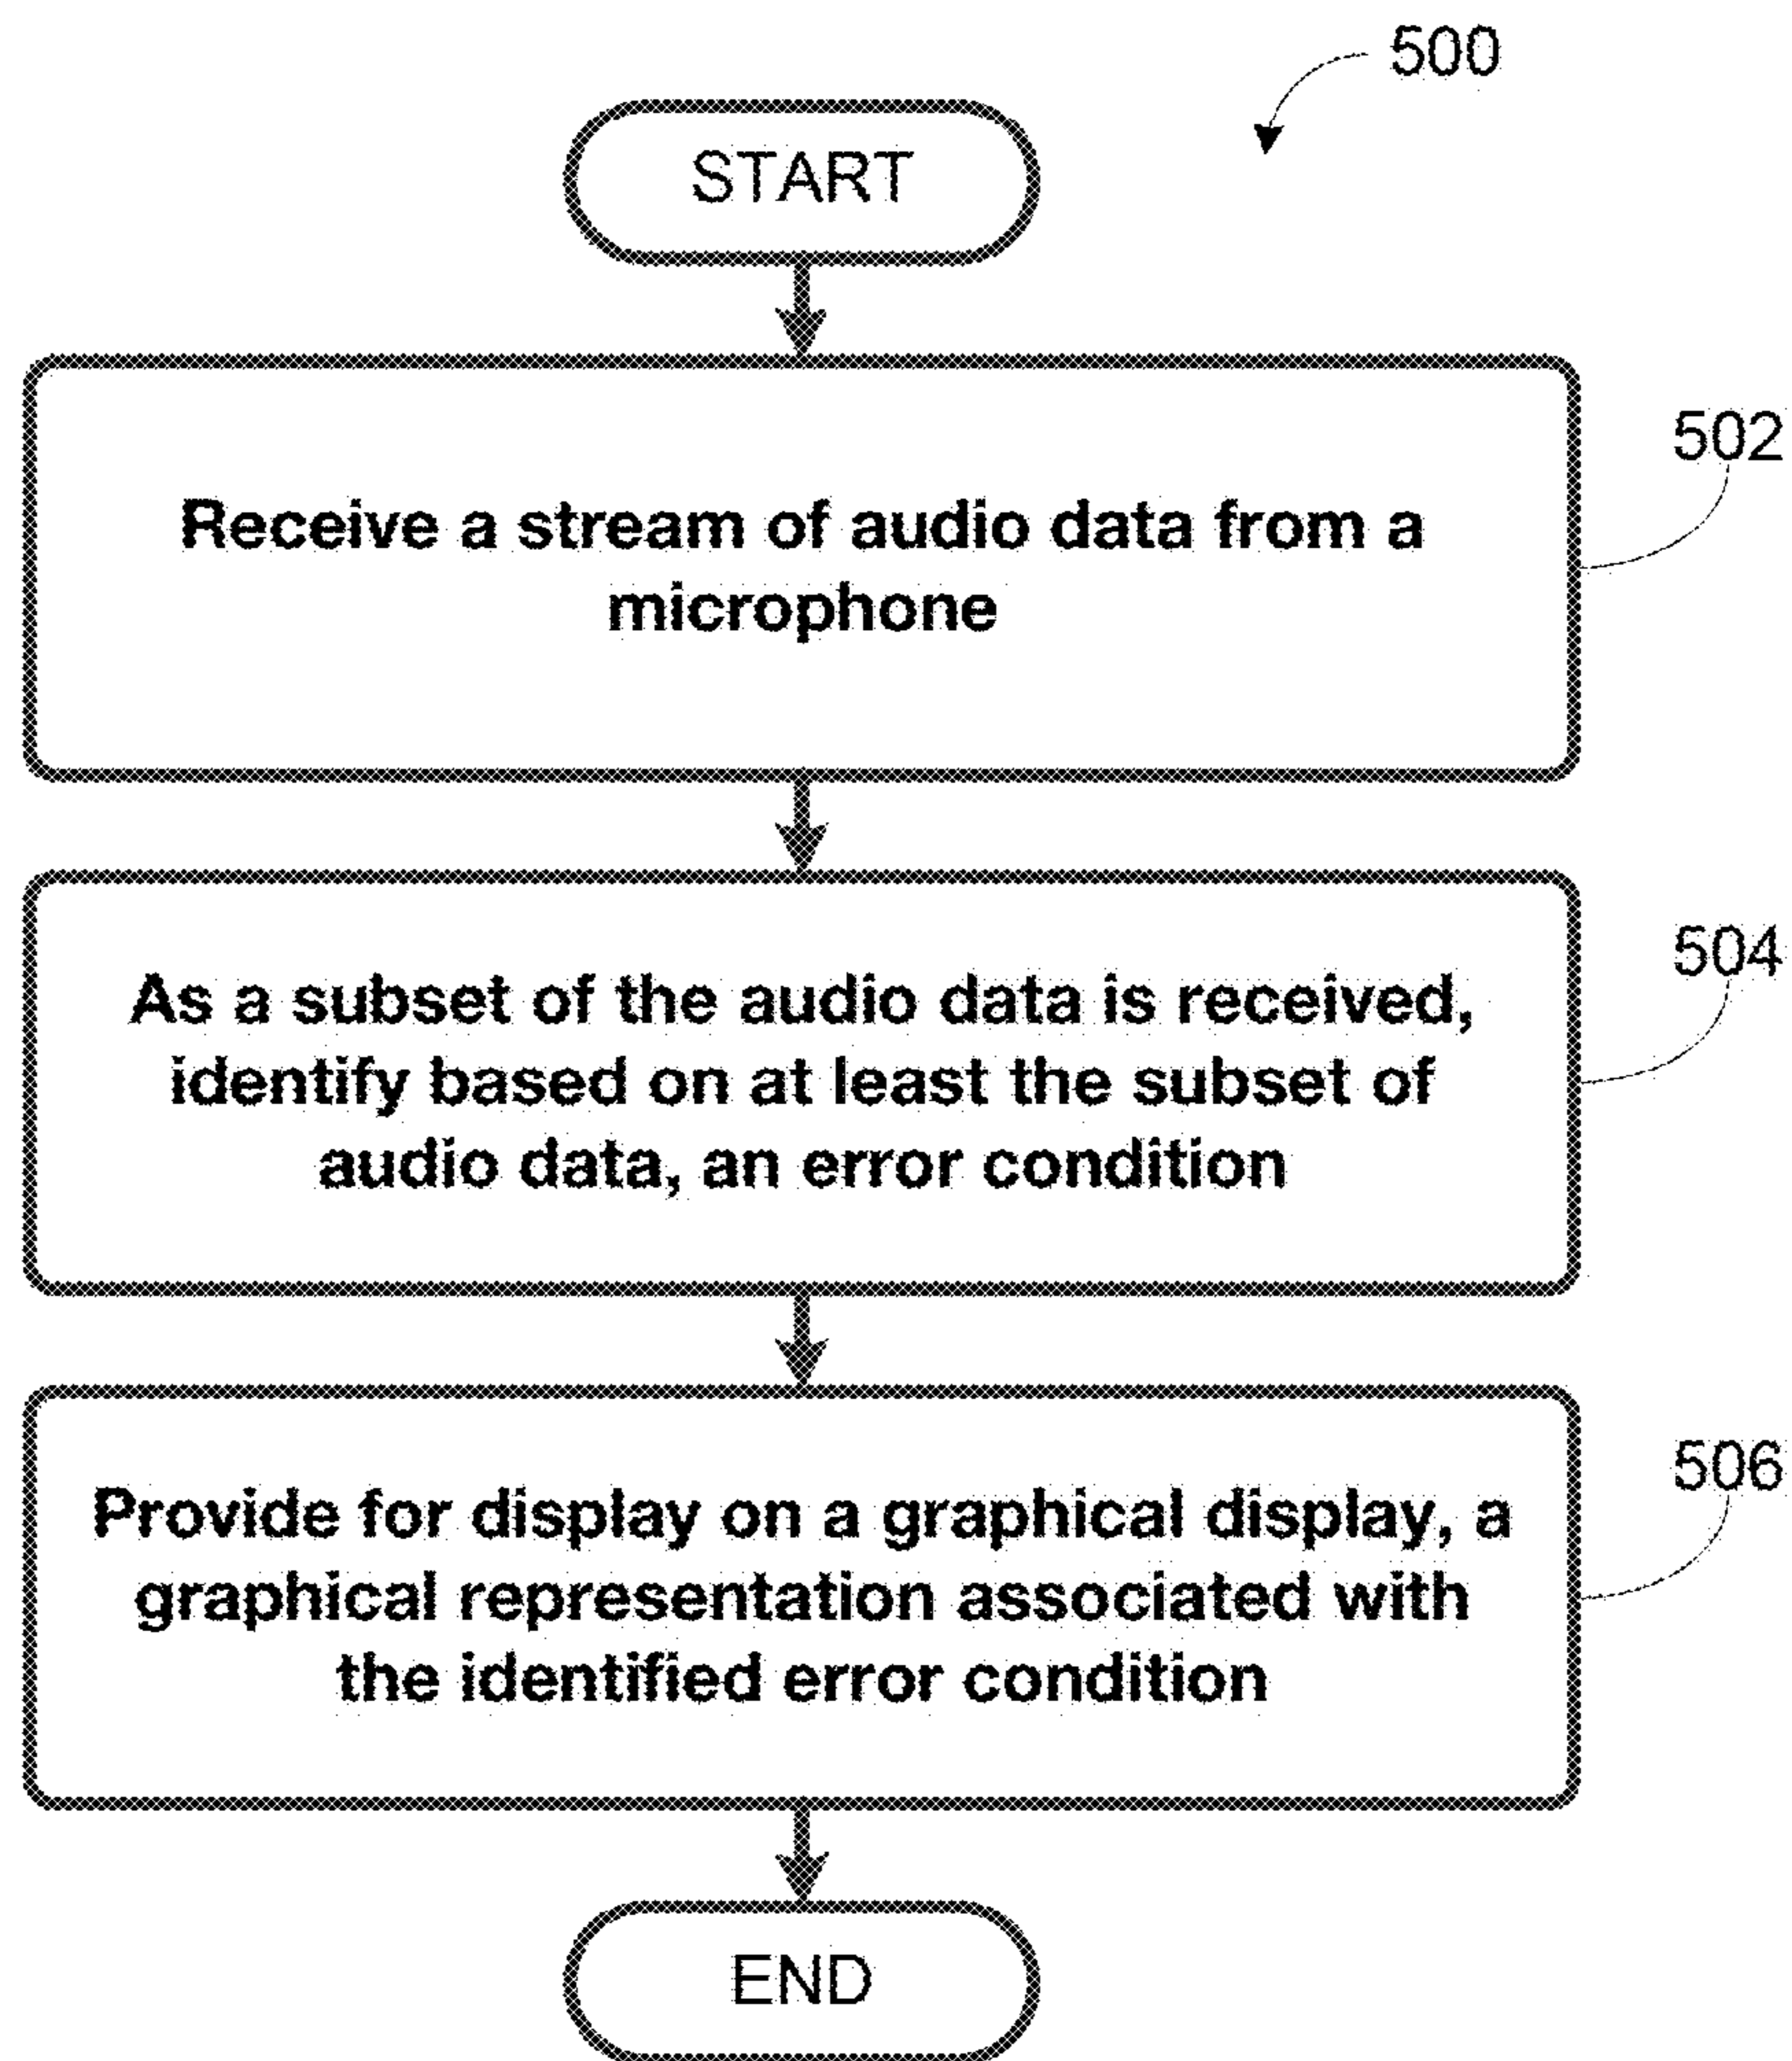 500
START
502
Receive a stream of audio data from a
microphone
504
As a subset of the audio data is received,
identify based on at least the subset of
audio data, an error condition
506
Provide for display on a graphical display, a
graphical representation associated with
the identified error condition
END